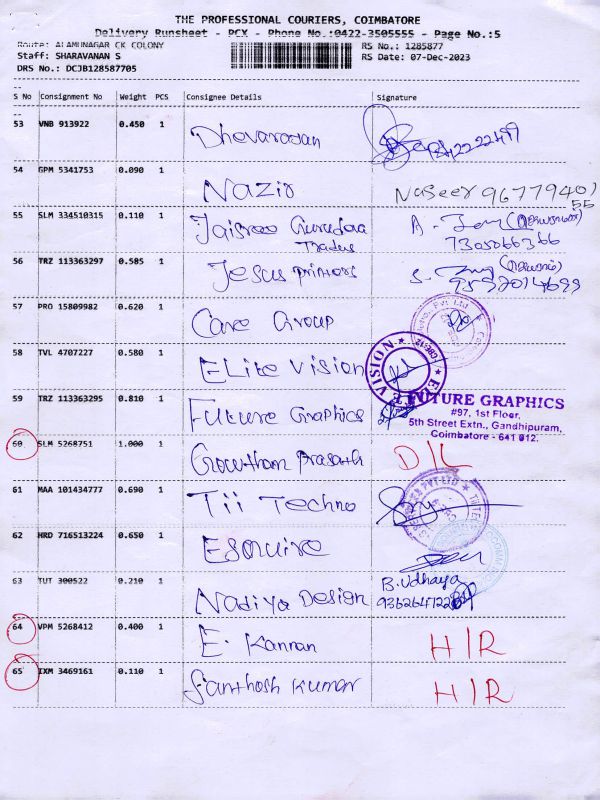 THE PROFESSIONAL COURIERS, COIMBATORE
Delivery Runsheet - PCX - Phone No.:0422-3505555 - Page No.:5
Route: ALAMUNAGAR CK COLONY
RS No.: 1285877
Staff: SHARAVANAN S
RS Date: 07-Dec-2023
DRS No.: DCJB128587705
S No Consignment No Weight PCS Consignee Details Signature
53 VNB 913922 0.450 1 Dhevarajan
54 GPM 5341753 0.090 1 Nazir Naseer 967779401
55
55 SLM 334510315 0.110 1 Jaisree Gurudaa
Traders
7305066366
56 TRZ 113363297 0.585 1 Jesus printers
57 PRO 15809982 0.620 1 Care Group
58 TVL 4707227 0.580 1 Elite Vision
VISION
59 TRZ 113363295 0.810 1 Future Graphics
FUTURE GRAPHICS
#97, 1st Floor,
5th Street Extn., Gandhipuram,
Coimbatore - 641 012.
60 SLM 5268751 1.000 1 Gowtham Prasath D/L
61 MAA 101434777 0.690 1 Tii Techno
62 HRD 716513224 0.650 1 Esquire
63 TUT 300522 0.210 1 Nadiya Design B. Udhaya
64 VPM 5268412 0.400 1 E. Kannan H/R
65 IXM 3469161 0.110 1 Santhosh Kumar H/R